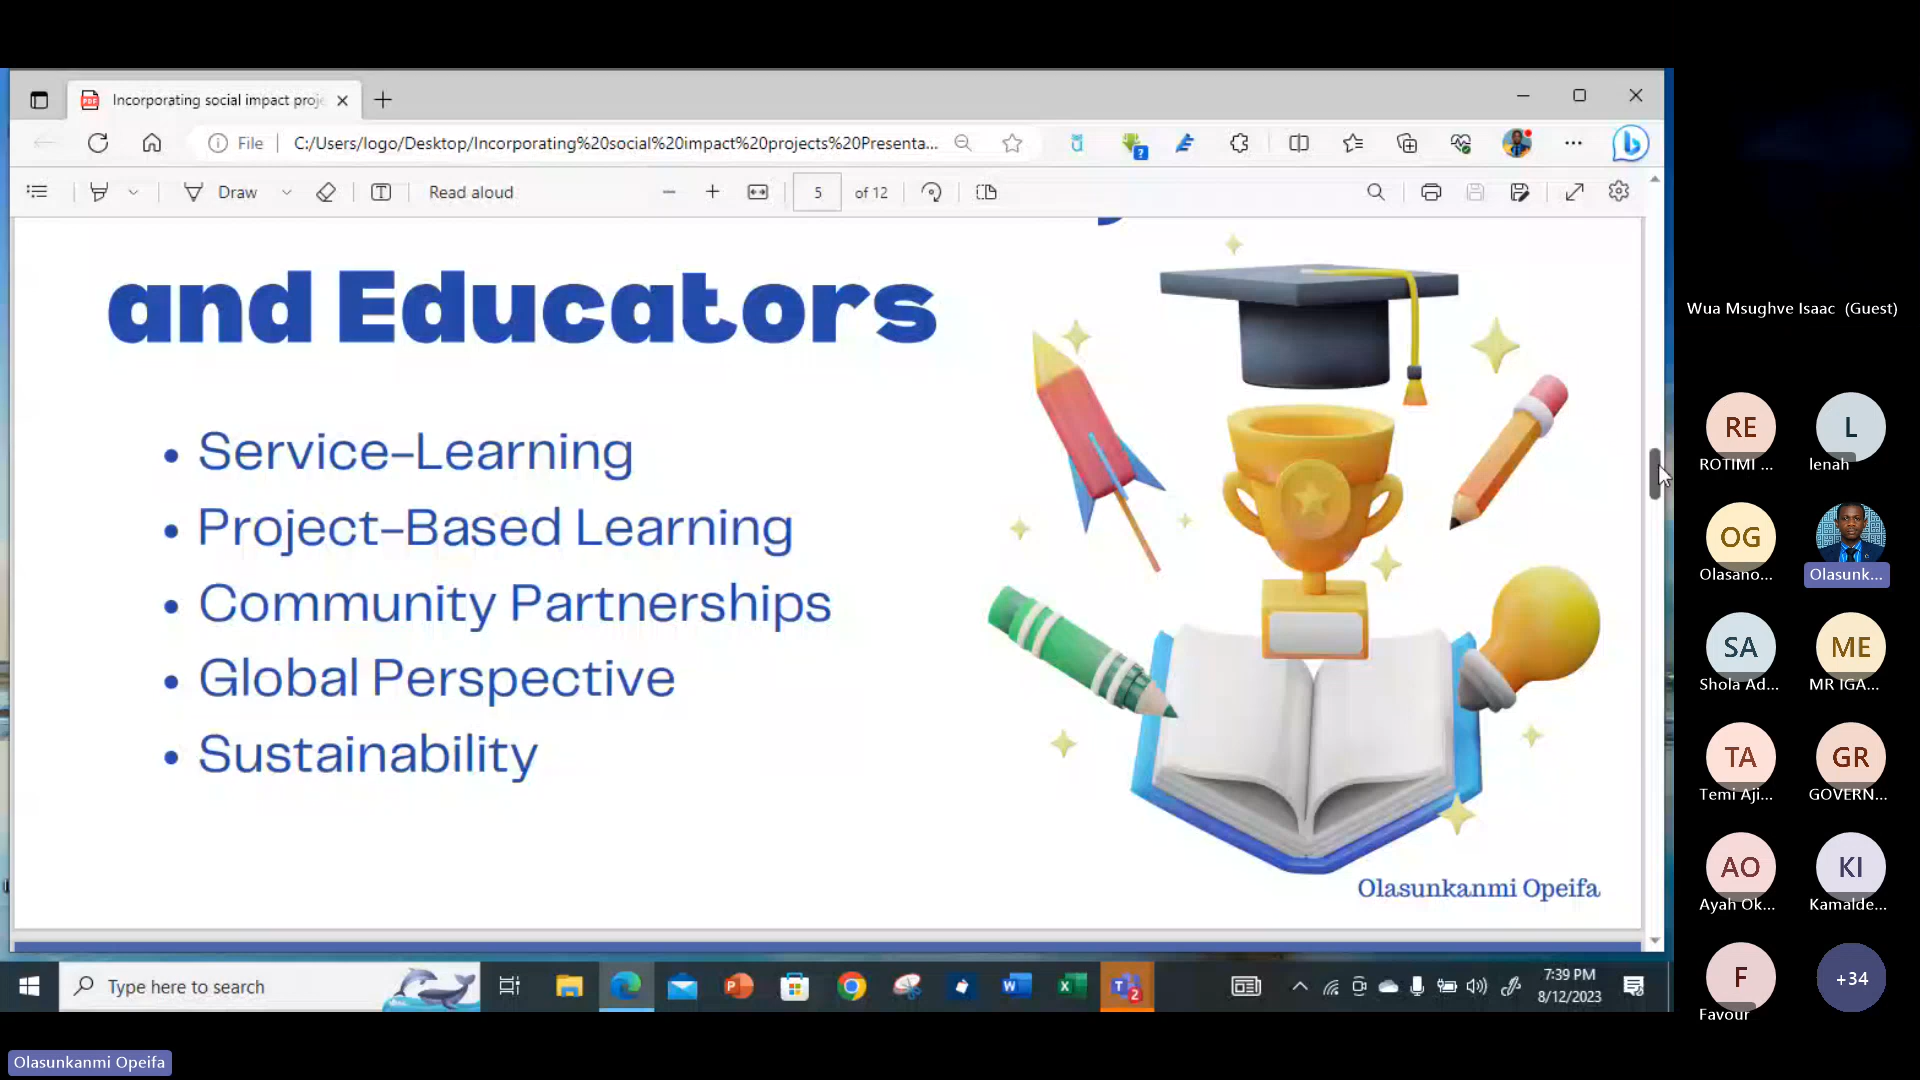 Incorporating social impact proj
File
C:/Users/logo/Desktop/Incorporating%20social%20impact%20projects%20Presenta...
Draw
Read aloud
5
of 12
and Educators
• Service-Learning
• Project-Based Learning
• Community Partnerships
• Global Perspective
• Sustainability
Olasunkanmi Opeifa
Type here to search
7:39 PM
8/12/2023
2
Wua Msughve Isaac (Guest)
RE
ROTIMI ...
L
lenah
OG
Olasano...
Olasunk...
SA
Shola Ad...
ME
MR IGA...
TA
Temi Aji...
GR
GOVERN...
AO
Ayah Ok...
KI
Kamalde...
F
Favour
+34
Olasunkanmi Opeifa